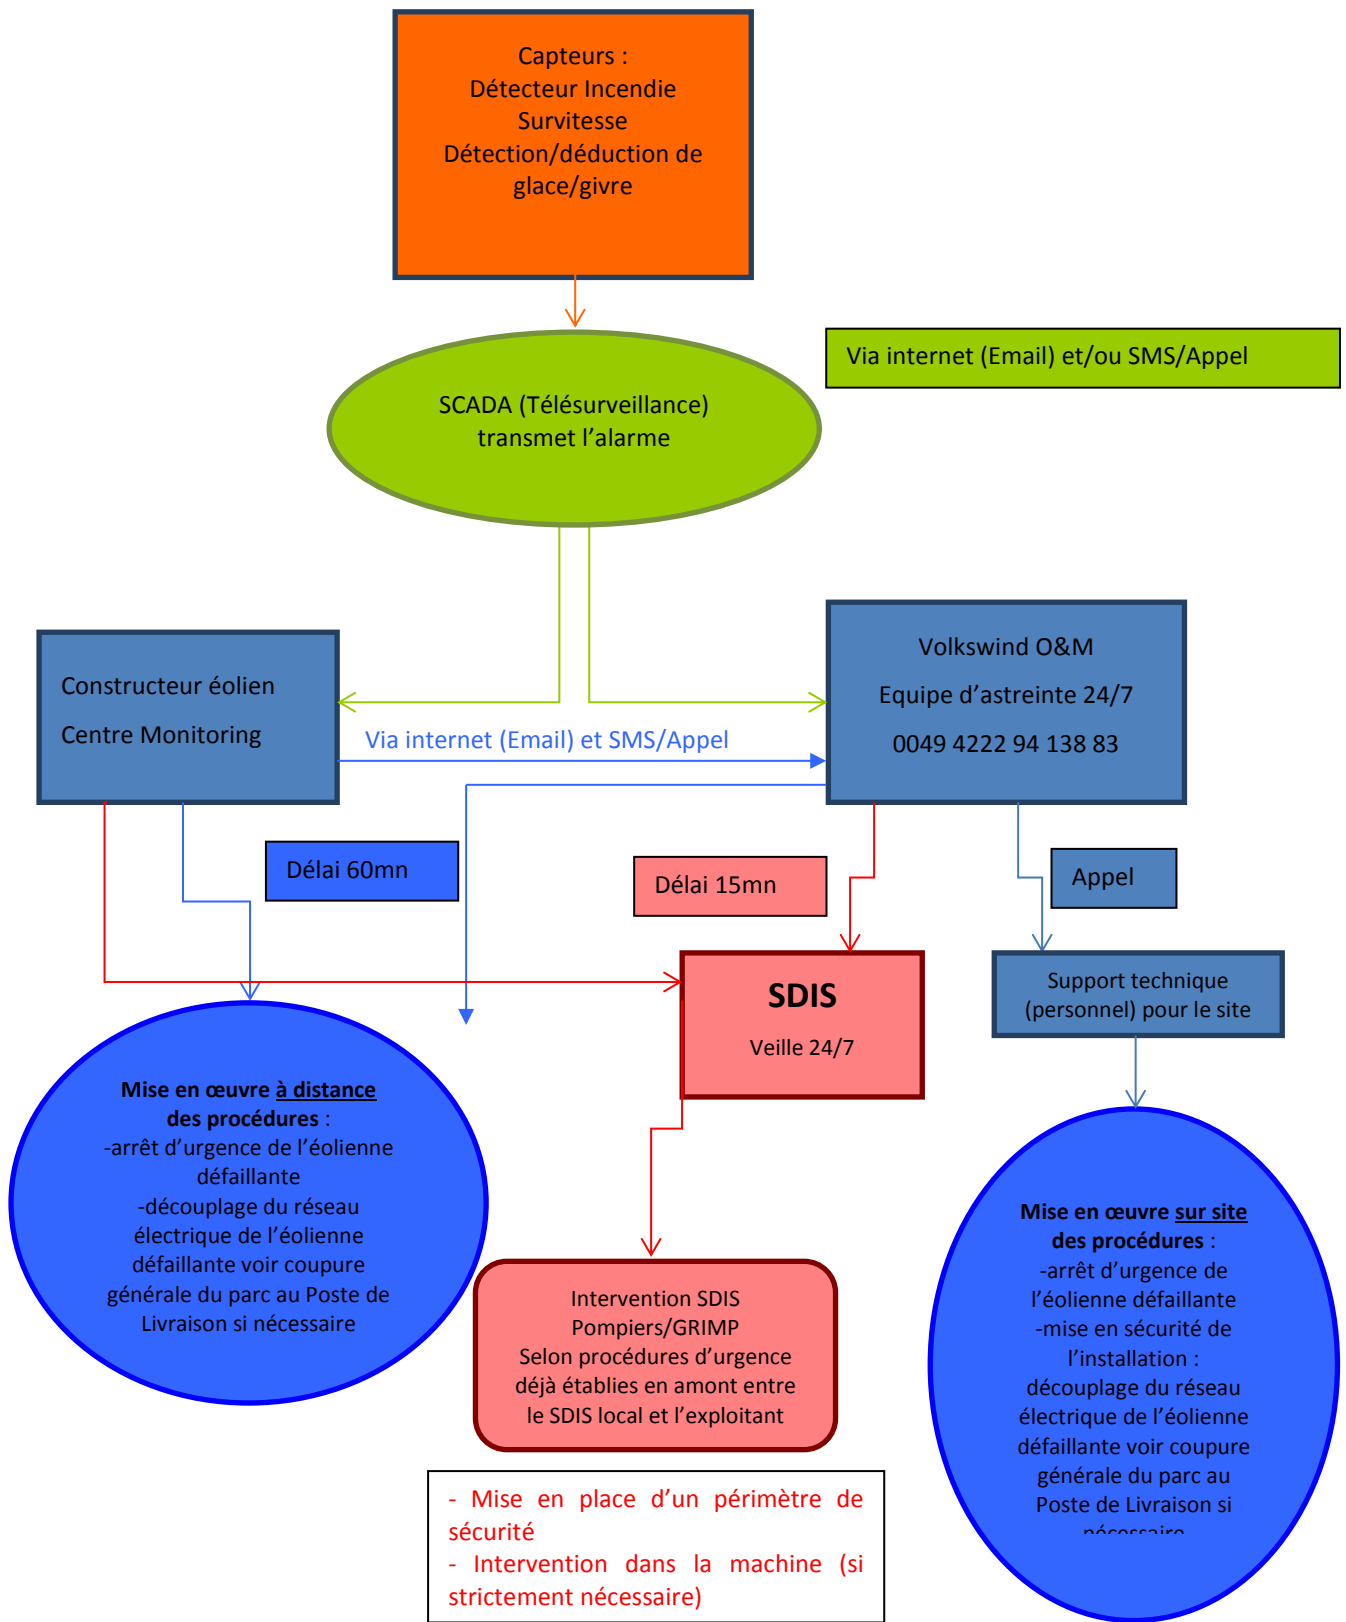 Capteurs :
Détecteur Incendie
Survitesse
Détection/déduction de
glace/givre
Via internet (Email) et/ou SMS/Appel
SCADA (Télésurveillance)
transmet l’alarme
Constructeur éolien
Centre Monitoring
Volkswind O&M
Equipe d’astreinte 24/7
0049 4222 94 138 83
Via internet (Email) et SMS/Appel
Délai 60mn
Délai 15mn
Appel
SDIS
Veille 24/7
Support technique
(personnel) pour le site
Mise en œuvre à distance
des procédures :
-arrêt d’urgence de l’éolienne
défaillante
-découplage du réseau
électrique de l’éolienne
défaillante voir coupure
générale du parc au Poste de
Livraison si nécessaire
Intervention SDIS
Pompiers/GRIMP
Selon procédures d’urgence
déjà établies en amont entre
le SDIS local et l’exploitant
Mise en œuvre sur site
des procédures :
-arrêt d’urgence de
l’éolienne défaillante
-mise en sécurité de
l’installation :
découplage du réseau
électrique de l’éolienne
défaillante voir coupure
générale du parc au
Poste de Livraison si
nécessaire
- Mise en place d’un périmètre de
sécurité
- Intervention dans la machine (si
strictement nécessaire)